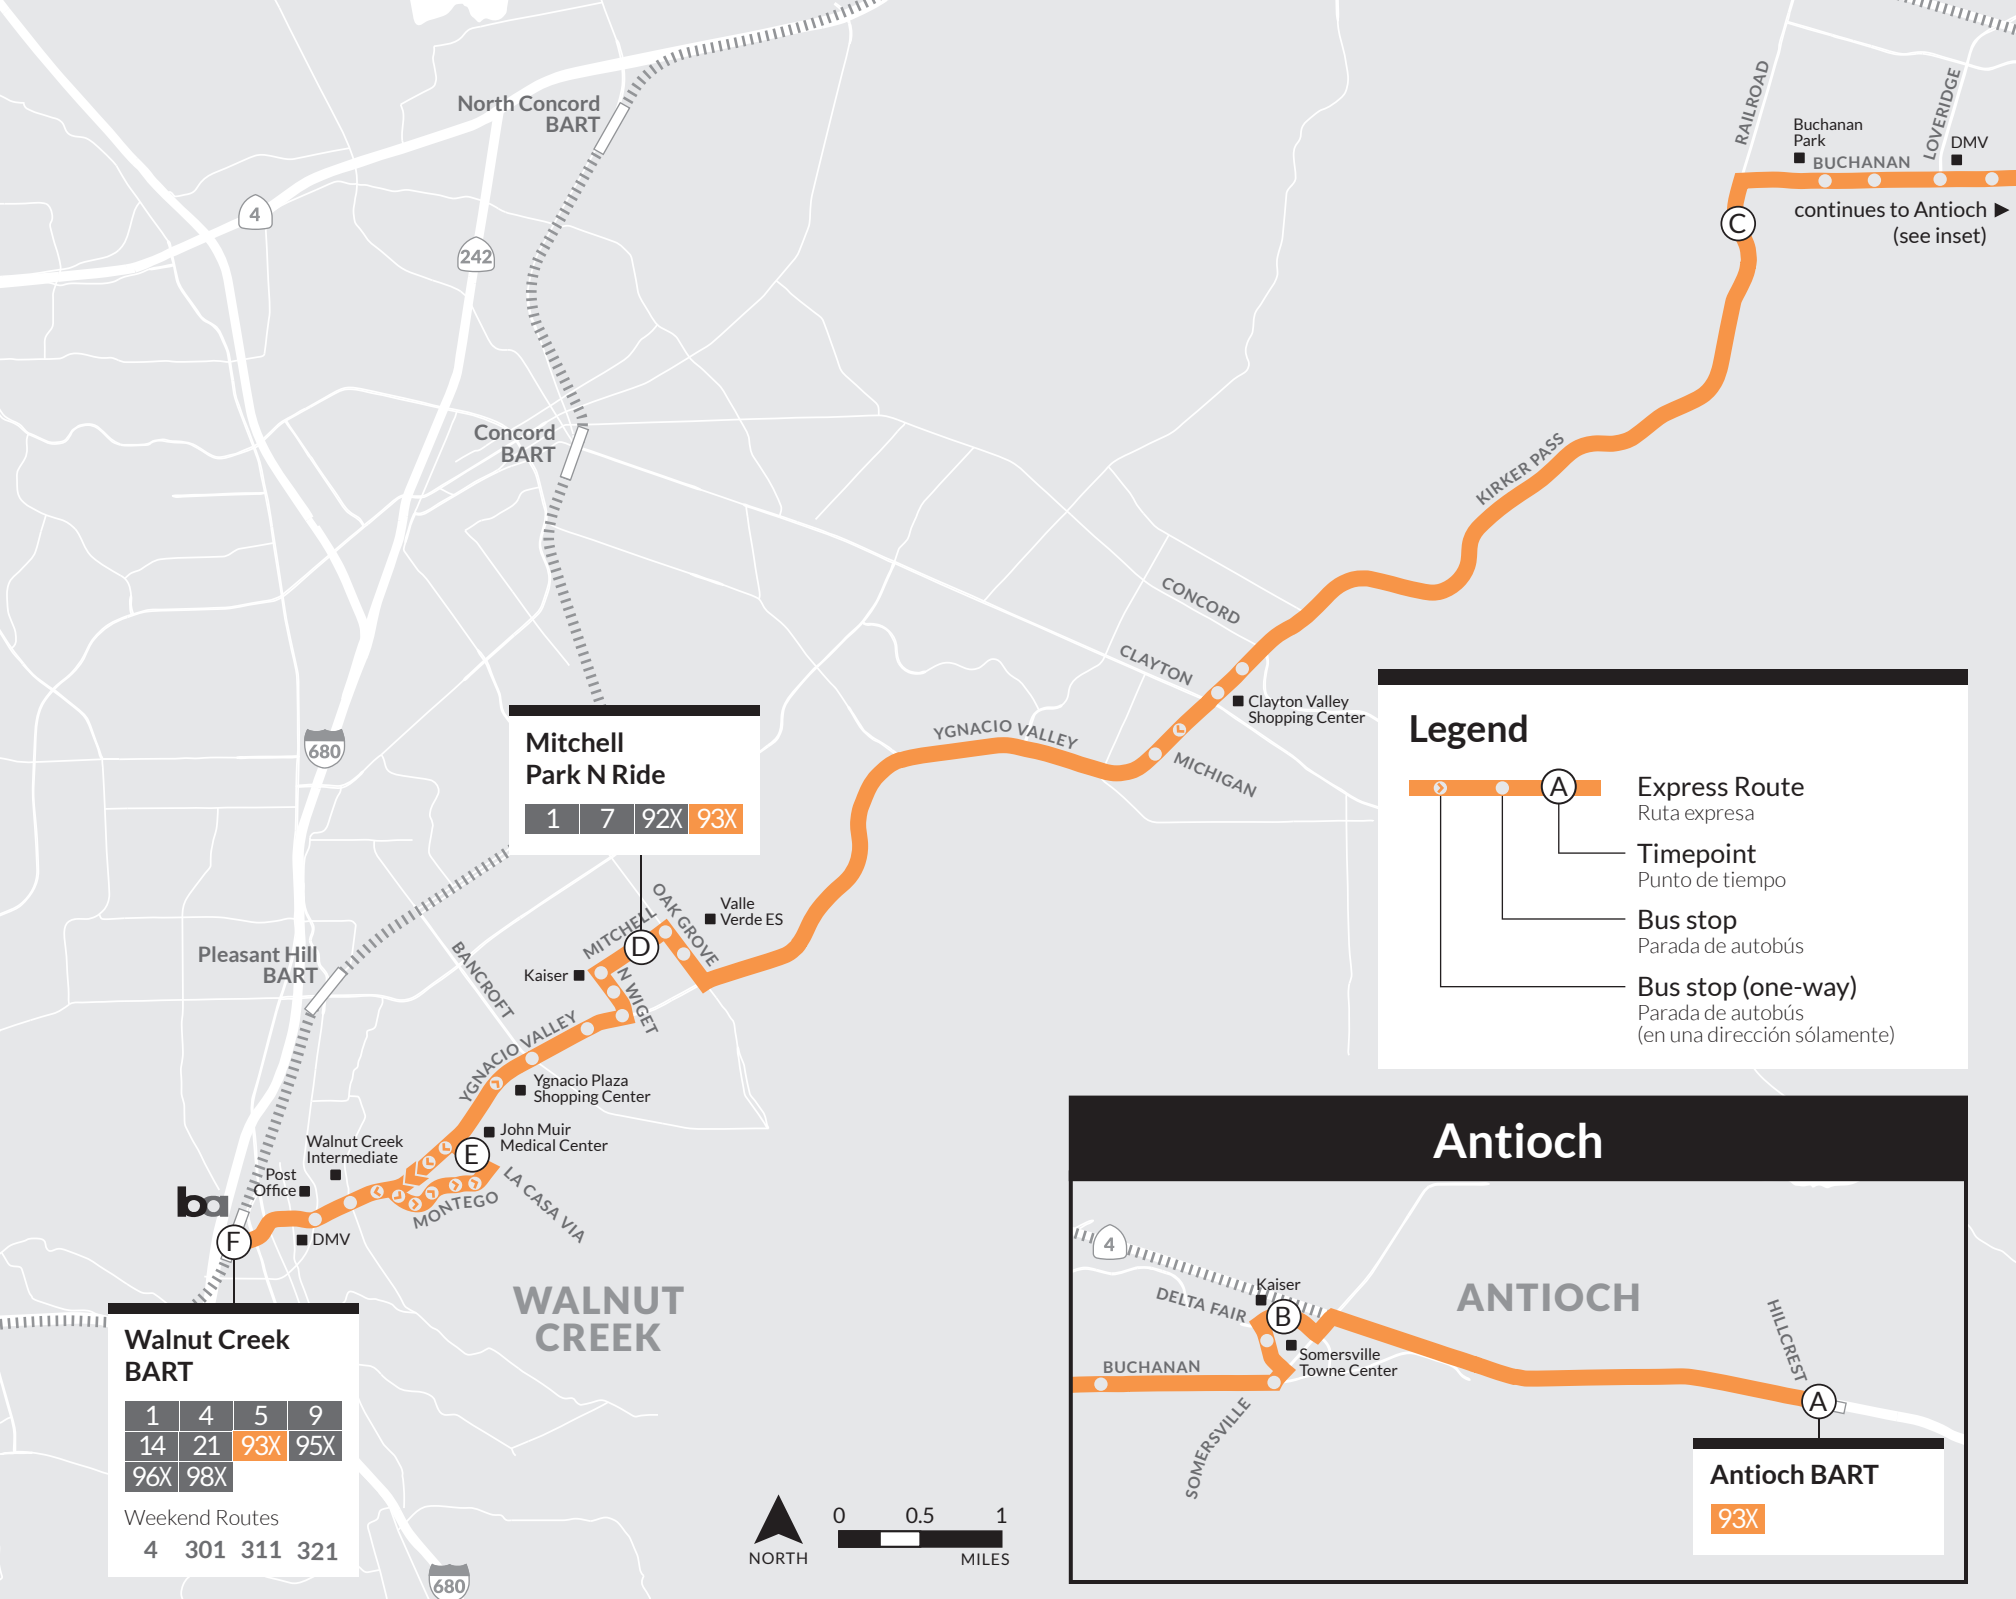 North Concord
BART
4
242
RAILROAD
Buchanan
Park
BUCHANAN
LOVERIDGE
DMV
continues to Antioch ►
(see inset)
C
Concord
BART
KIRKER PASS
CONCORD
CLAYTON
Clayton Valley
Shopping Center
YGNACIO VALLEY
MICHIGAN
680
Mitchell
Park N Ride
1 7 92X 93X
Legend
A
Express Route
Ruta expresa
Timepoint
Punto de tiempo
Bus stop
Parada de autobús
Bus stop (one-way)
Parada de autobús
(en una dirección sólamente)
OAK GROVE
Valle
Verde ES
MITCHELL
D
Kaiser
N WIGET
Pleasant Hill
BART
BANCROFT
YGNACIO VALLEY
Ygnacio Plaza
Shopping Center
John Muir
Medical Center
E
Walnut Creek
Intermediate
Post
Office
LA CASA VIA
MONTEGO
ba
F
DMV
WALNUT
CREEK
Walnut Creek
BART
1 4 5 9
14 21 93X 95X
96X 98X
Weekend Routes
4 301 311 321
680
NORTH
0 0.5 1
MILES
Antioch
4
Kaiser
DELTA FAIR
B
ANTIOCH
HILLCREST
Somersville
Towne Center
BUCHANAN
SOMERSVILLE
A
Antioch BART
93X